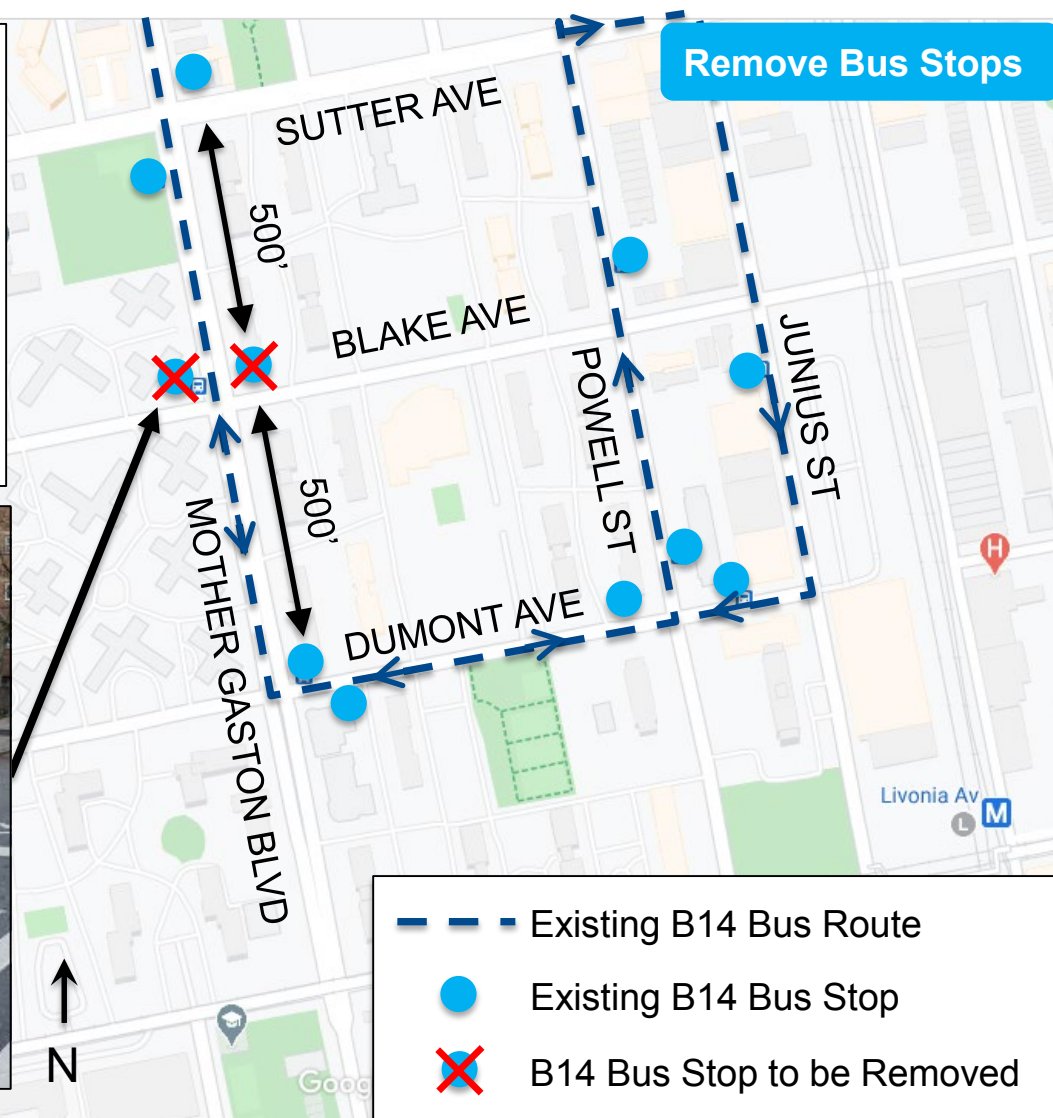 Remove Bus Stops
SUTTER AVE
500’
BLAKE AVE
JUNIUS ST
POWELL ST
500’
MOTHER GASTON BLVD
DUMONT AVE
H
Livonia Av
M
L
Existing B14 Bus Route
Existing B14 Bus Stop
B14 Bus Stop to be Removed
N
Goog